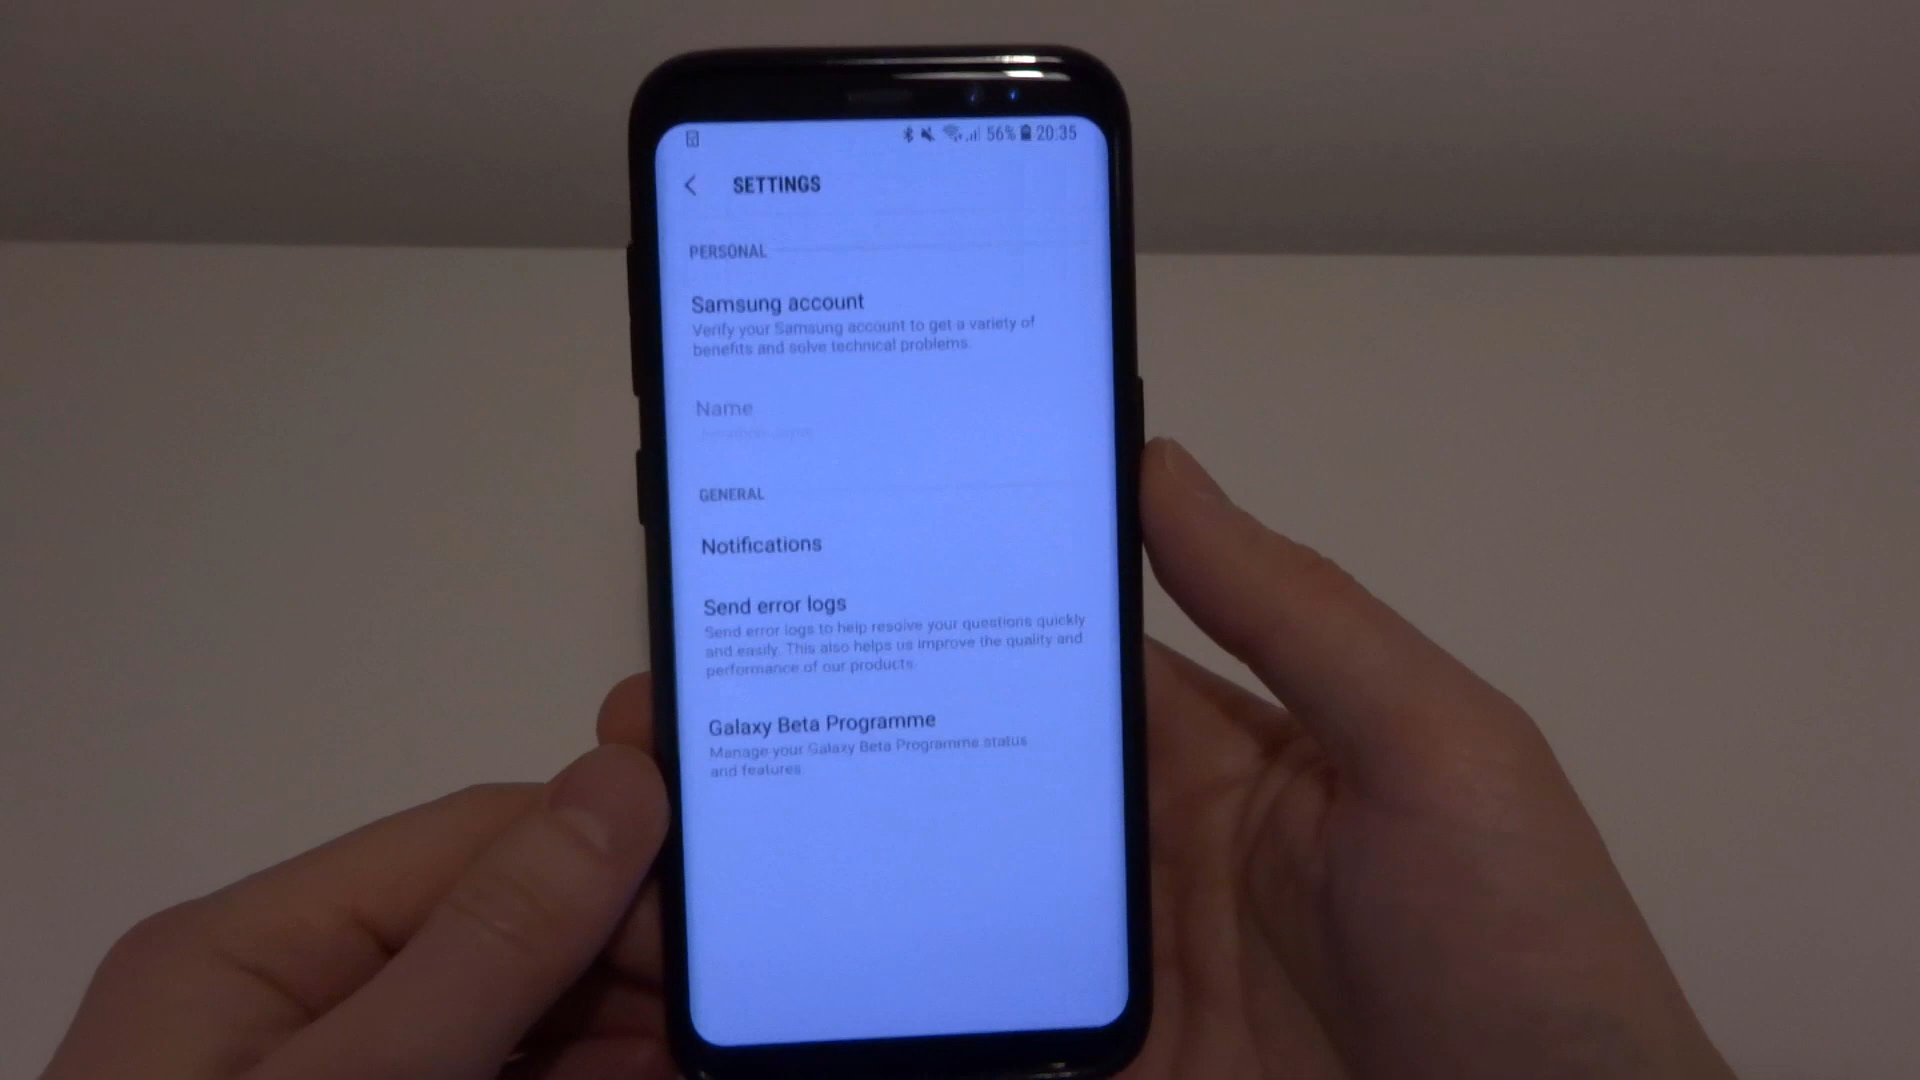 56% 20:35
SETTINGS
PERSONAL
Samsung account
Verify your Samsung account to get a variety of
benefits and solve technical problems.
Name
GENERAL
Notifications
Send error logs
Send error logs to help resolve your questions quickly
and easily. This also helps us improve the quality and
performance of our products.
Galaxy Beta Programme
Manage your Galaxy Beta Programme status
and features.